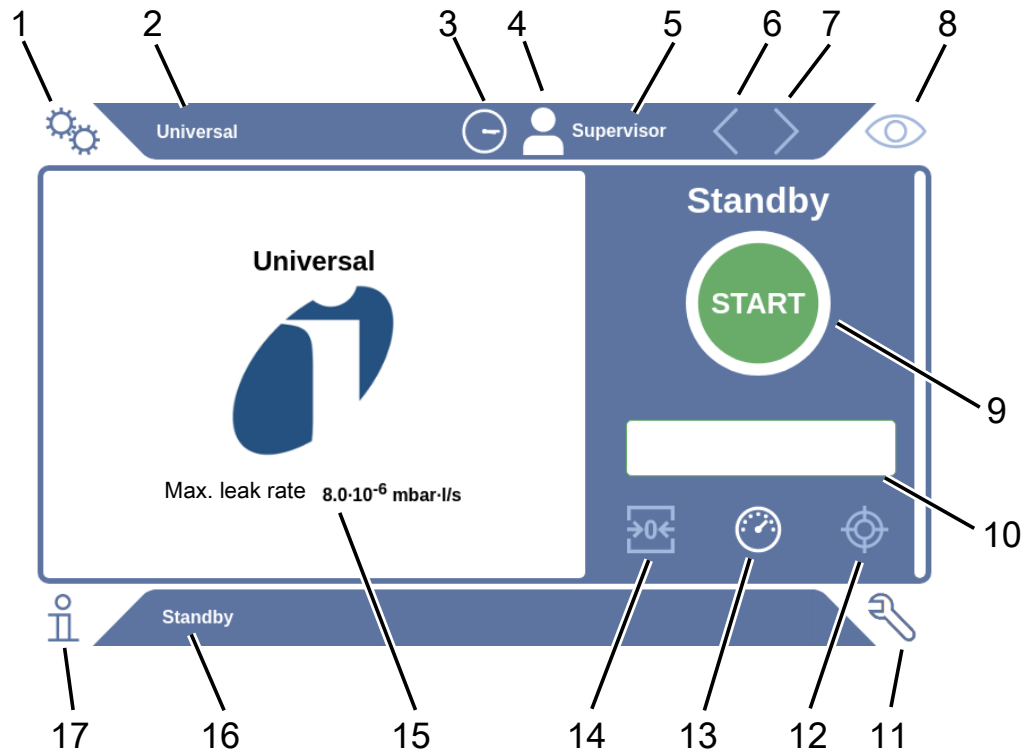 1 2 3 4 5 6 7 8
Universal
Supervisor
Standby
Universal
START
9
Max. leak rate 8.0·10⁻⁶ mbar·l/s
→0←
10
Standby
17 16 15 14 13 12 11